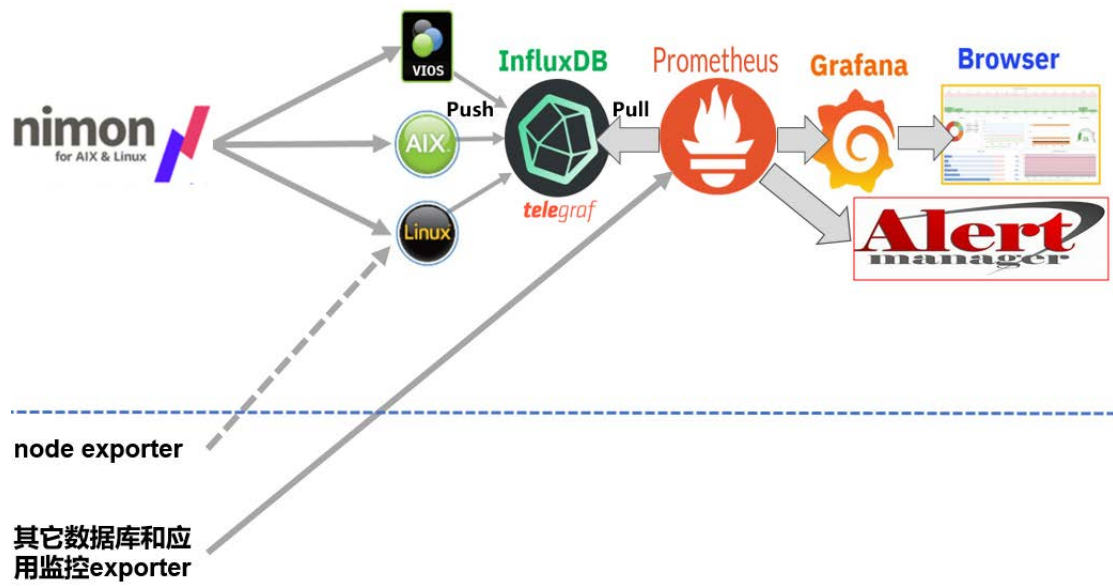 nimon
for AIX & Linux
VIOS
AIX
Linux
Push
InfluxDB
telegraf
Pull
Prometheus
Grafana
Browser
Alert
manager
node exporter
其它数据库和应
用监控exporter